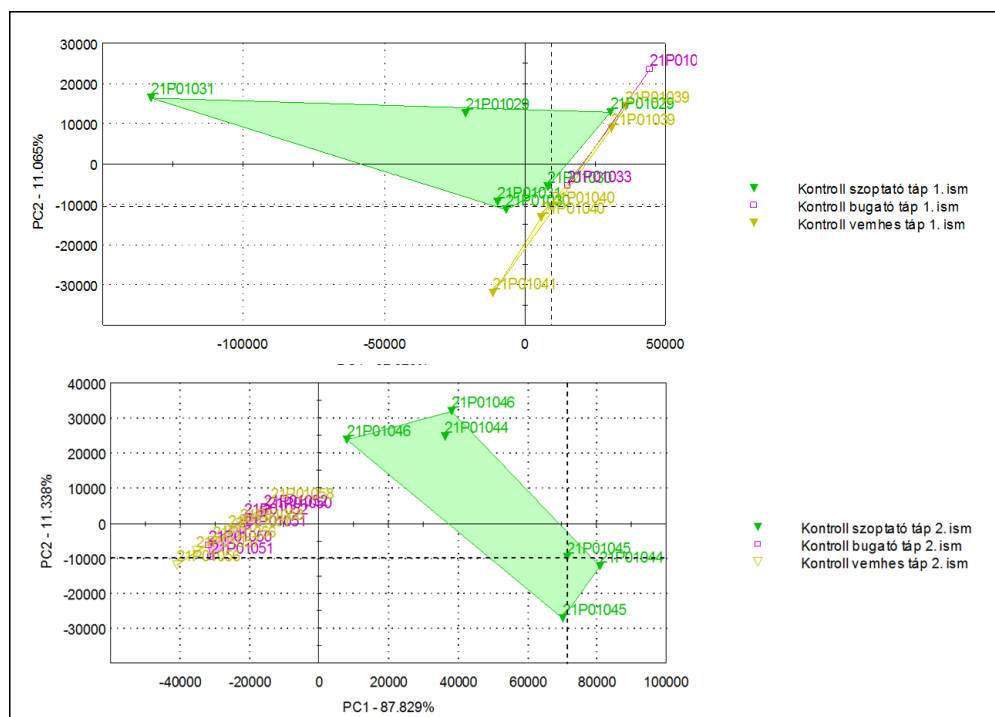 30000
20000
10000
0
-10000
-20000
-30000
PC2 - 11.065%
-100000
-50000
0
50000
21P01031
21P01029
21P01029
21P01039
21P01039
21P010
21P01033
21P01040
21P01040
21P01041
Kontroll szoptató táp 1. ism
Kontroll bugató táp 1. ism
Kontroll vemhes táp 1. ism
40000
30000
20000
10000
0
-10000
-20000
-30000
PC2 - 11.338%
-40000
-20000
0
20000
40000
60000
80000
100000
PC1 - 87.829%
21P01046
21P01046
21P01044
21P01045
21P01044
21P01045
21P01051
21P01051
Kontroll szoptató táp 2. ism
Kontroll bugató táp 2. ism
Kontroll vemhes táp 2. ism